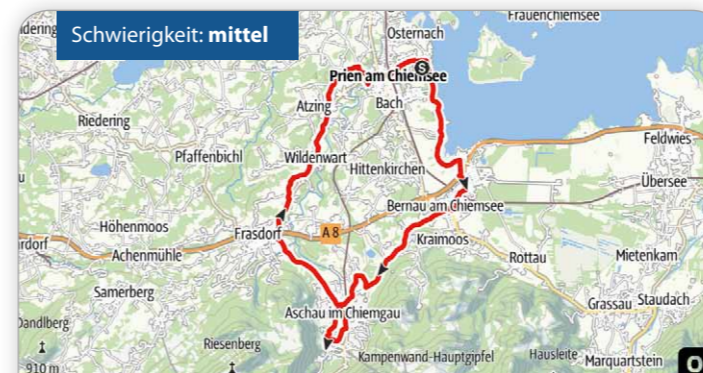 Schwierigkeit: mittel
Frauenchiemsee
Osternach
S
Prien am Chiemsee
Bach
Atzing
Riedering
Feldwies
Pfaffenbichl
Wildenwart
Hittenkirchen
Übersee
Bernau am Chiemsee
Höhenmoos
Frasdorf
A 8
Kraimoos
Achenmühle
Rottau
Mietenkam
Samerberg
Grassau
Staudach
Aschau im Chiemgau
Riesenberg
Kampenwand-Hauptgipfel
Hausleite
Marquartstein
910 m